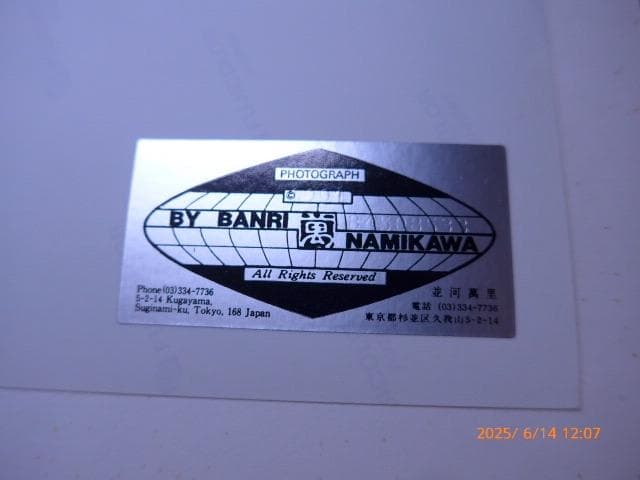 PHOTOGRAPH
©
BY BANRI 萬 NAMIKAWA
All Rights Reserved
Phone (03)334-7736
5-2-14 Kugayama,
Suginami-ku, Tokyo, 168 Japan
並河萬里
電話 (03)334-7736
東京都杉並区久我山5-2-14
2025/ 6/14 12:07